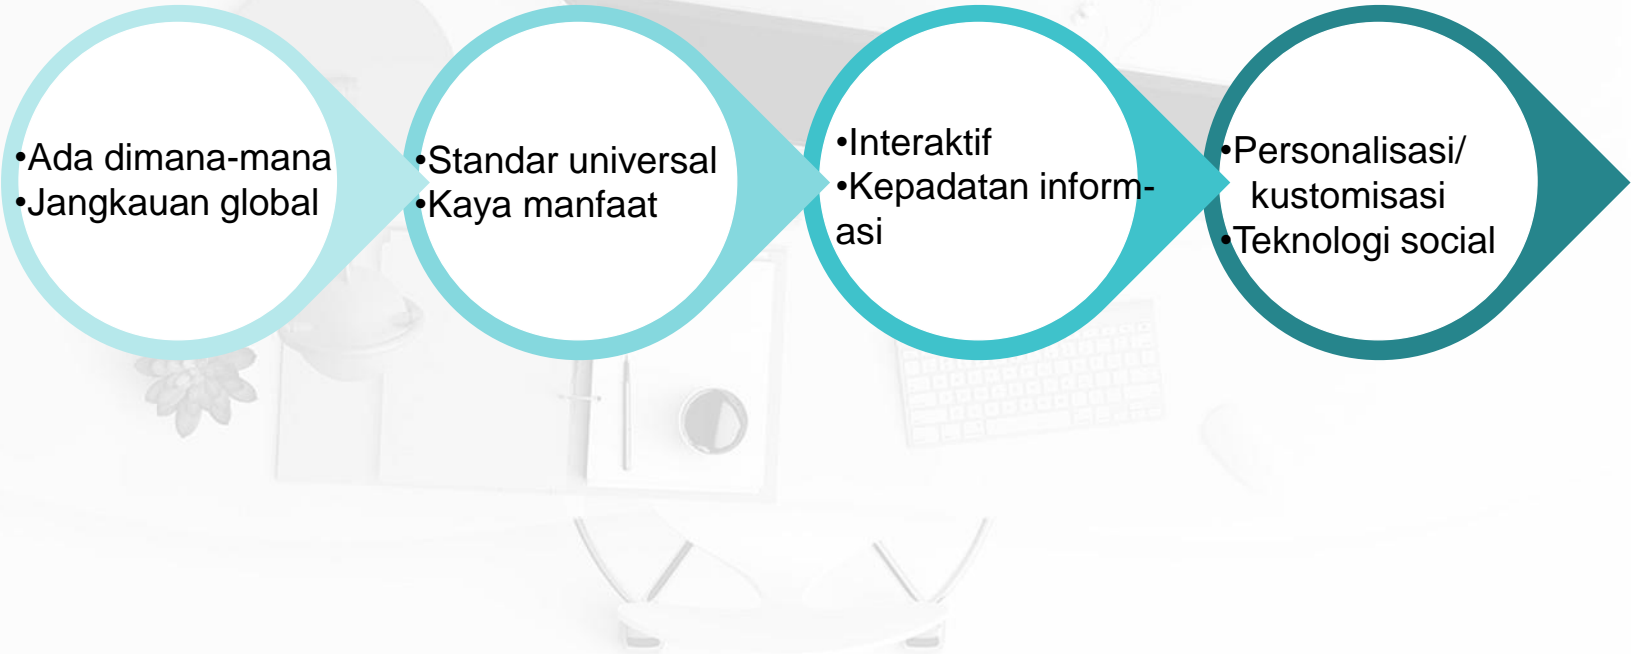 •Ada dimana-mana
•Jangkauan global
•Standar universal
•Kaya manfaat
•Interaktif
•Kepadatan inform-
asi
•Personalisasi/
kustomisasi
•Teknologi social